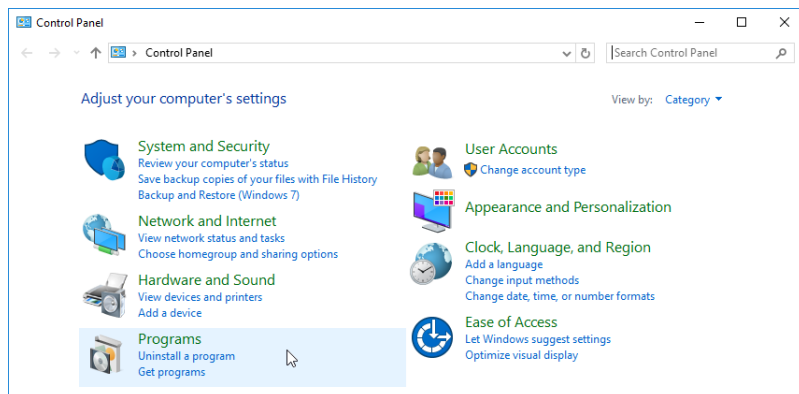 Control Panel
Control Panel
Search Control Panel
Adjust your computer's settings
View by: Category
System and Security
Review your computer's status
Save backup copies of your files with File History
Backup and Restore (Windows 7)
Network and Internet
View network status and tasks
Choose homegroup and sharing options
Hardware and Sound
View devices and printers
Add a device
Programs
Uninstall a program
Get programs
User Accounts
Change account type
Appearance and Personalization
Clock, Language, and Region
Add a language
Change input methods
Change date, time, or number formats
Ease of Access
Let Windows suggest settings
Optimize visual display